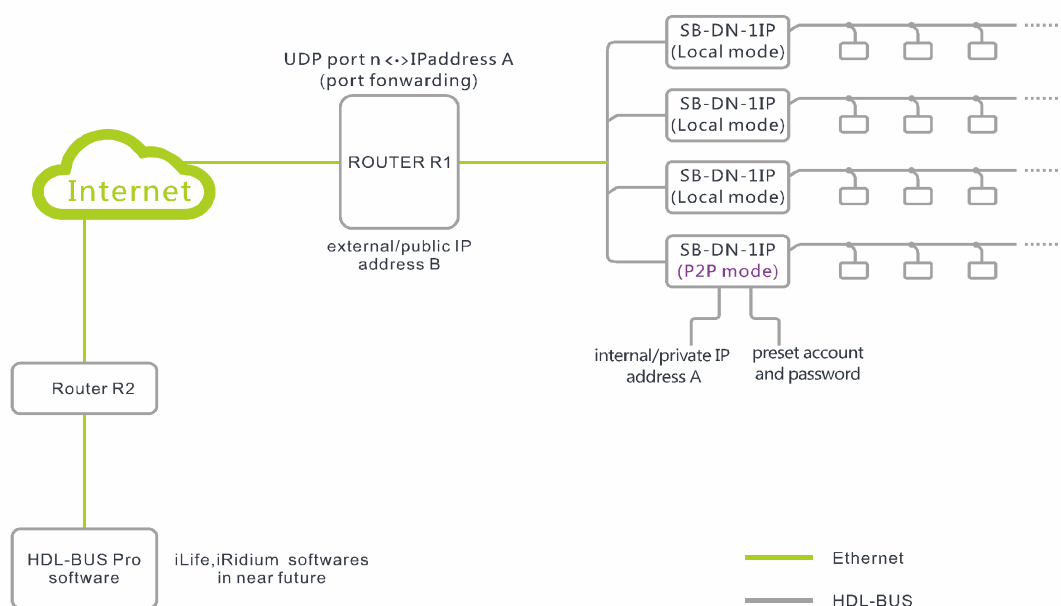 UDP port n <·>IPaddress A
(port fonwarding)
ROUTER R1
external/public IP
address B
Internet
Router R2
HDL-BUS Pro
software
iLife,iRidium softwares
in near future
SB-DN-1IP
(Local mode)
SB-DN-1IP
(Local mode)
SB-DN-1IP
(Local mode)
SB-DN-1IP
(P2P mode)
internal/private IP
address A
preset account
and password
Ethernet
HDL-BUS